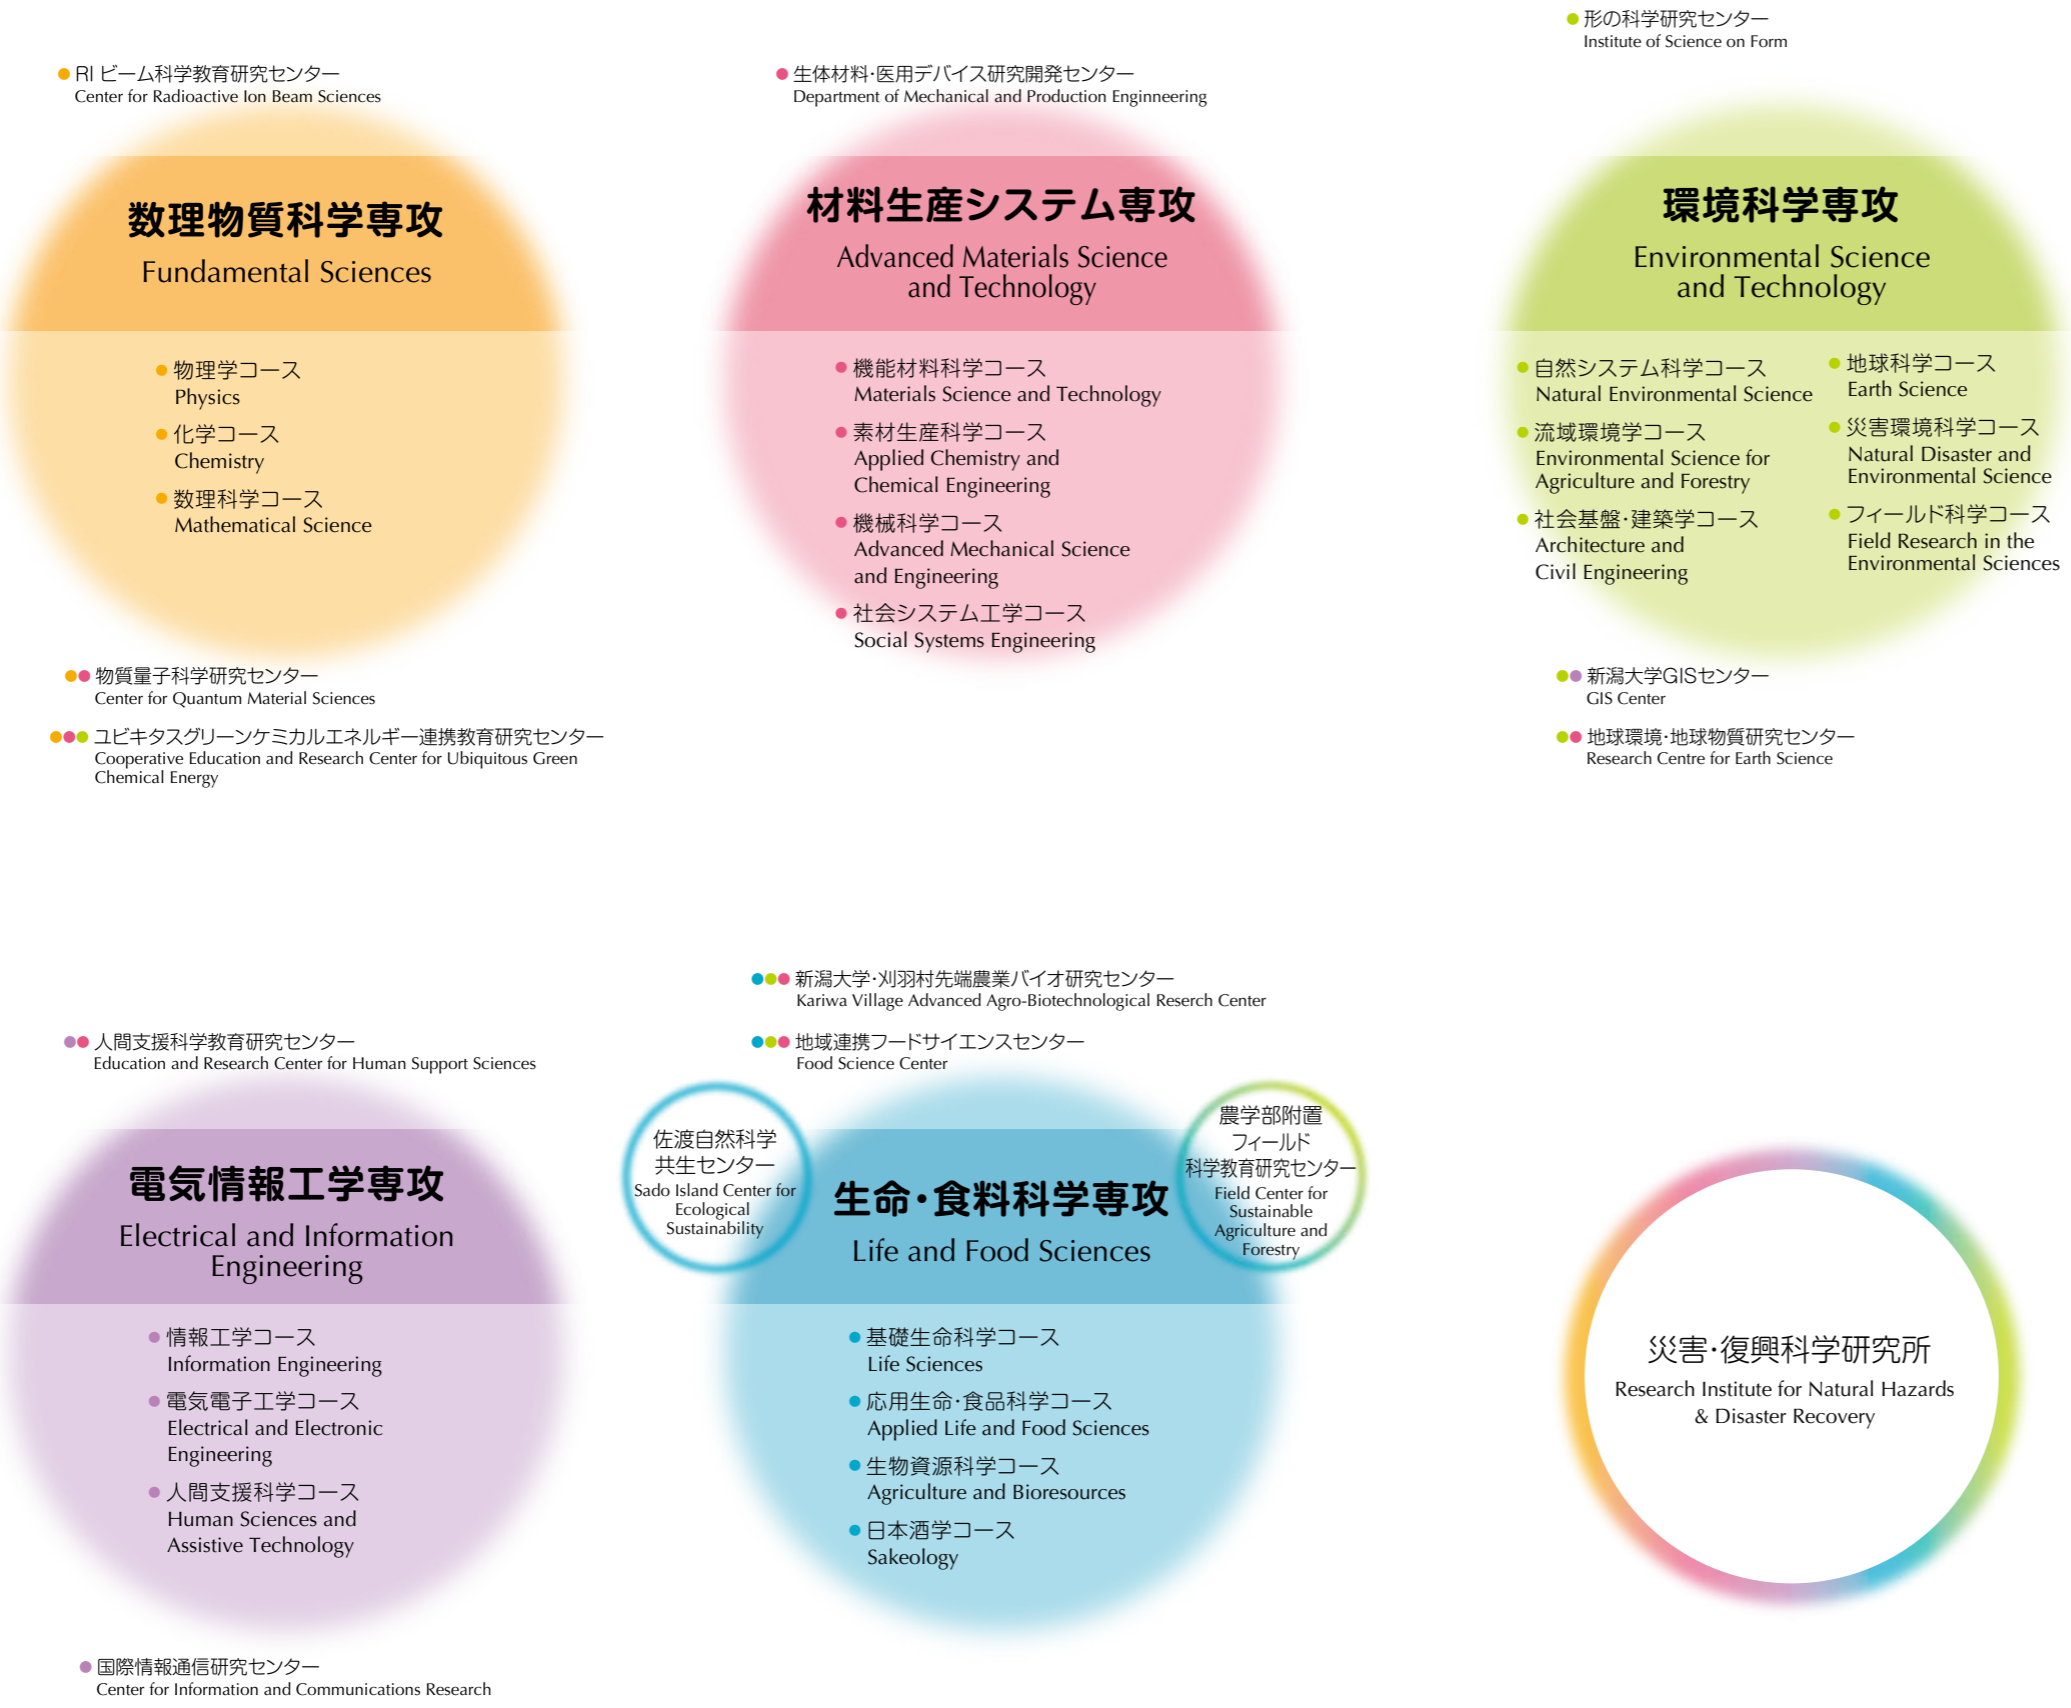 RI ビーム科学教育研究センター
Center for Radioactive Ion Beam Sciences
数理物質科学専攻
Fundamental Sciences
物理学コース
Physics
化学コース
Chemistry
数理科学コース
Mathematical Science
物質量子科学研究センター
Center for Quantum Material Sciences
ユビキタスグリーンケミカルエネルギー連携教育研究センター
Cooperative Education and Research Center for Ubiquitous Green
Chemical Energy
生体材料・医用デバイス研究開発センター
Department of Mechanical and Production Enginneering
材料生産システム専攻
Advanced Materials Science
and Technology
機能材料科学コース
Materials Science and Technology
素材生産科学コース
Applied Chemistry and
Chemical Engineering
機械科学コース
Advanced Mechanical Science
and Engineering
社会システム工学コース
Social Systems Engineering
形の科学研究センター
Institute of Science on Form
環境科学専攻
Environmental Science
and Technology
自然システム科学コース
Natural Environmental Science
流域環境学コース
Environmental Science for
Agriculture and Forestry
社会基盤・建築学コース
Architecture and
Civil Engineering
地球科学コース
Earth Science
災害環境科学コース
Natural Disaster and
Environmental Science
フィールド科学コース
Field Research in the
Environmental Sciences
新潟大学GISセンター
GIS Center
地球環境・地球物質研究センター
Research Centre for Earth Science
人間支援科学教育研究センター
Education and Research Center for Human Support Sciences
電気情報工学専攻
Electrical and Information
Engineering
情報工学コース
Information Engineering
電気電子工学コース
Electrical and Electronic
Engineering
人間支援科学コース
Human Sciences and
Assistive Technology
国際情報通信研究センター
Center for Information and Communications Research
新潟大学・刈羽村先端農業バイオ研究センター
Kariwa Village Advanced Agro-Biotechnological Reserch Center
地域連携フードサイエンスセンター
Food Science Center
佐渡自然科学
共生センター
Sado Island Center for
Ecological
Sustainability
生命・食料科学専攻
Life and Food Sciences
農学部附置
フィールド
科学教育研究センター
Field Center for
Sustainable
Agriculture and
Forestry
基礎生命科学コース
Life Sciences
応用生命・食品科学コース
Applied Life and Food Sciences
生物資源科学コース
Agriculture and Bioresources
日本酒学コース
Sakeology
災害・復興科学研究所
Research Institute for Natural Hazards
& Disaster Recovery